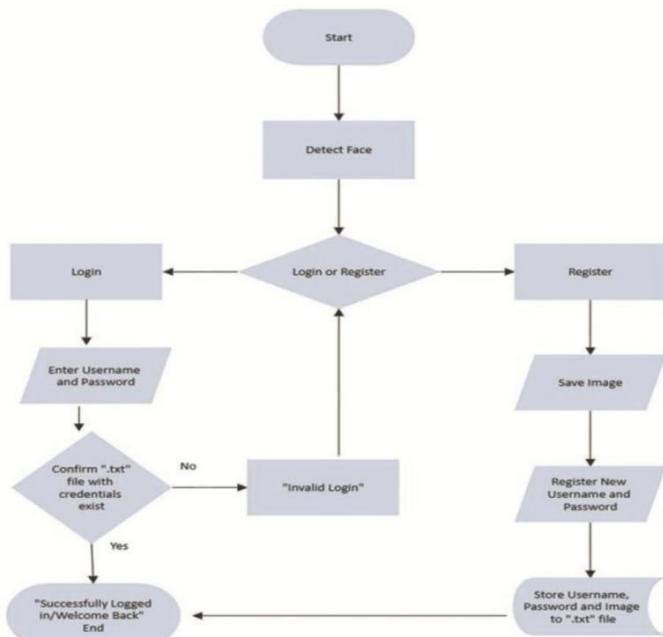 Start
Detect Face
Login
Login or Register
Register
Enter Username
and Password
Save Image
Confirm ".txt"
file with
credentials
exist
No
"Invalid Login"
Register New
Username and
Password
Yes
"Successfully Logged
in/Welcome Back"
End
Store Username,
Password and Image
to ".txt" file